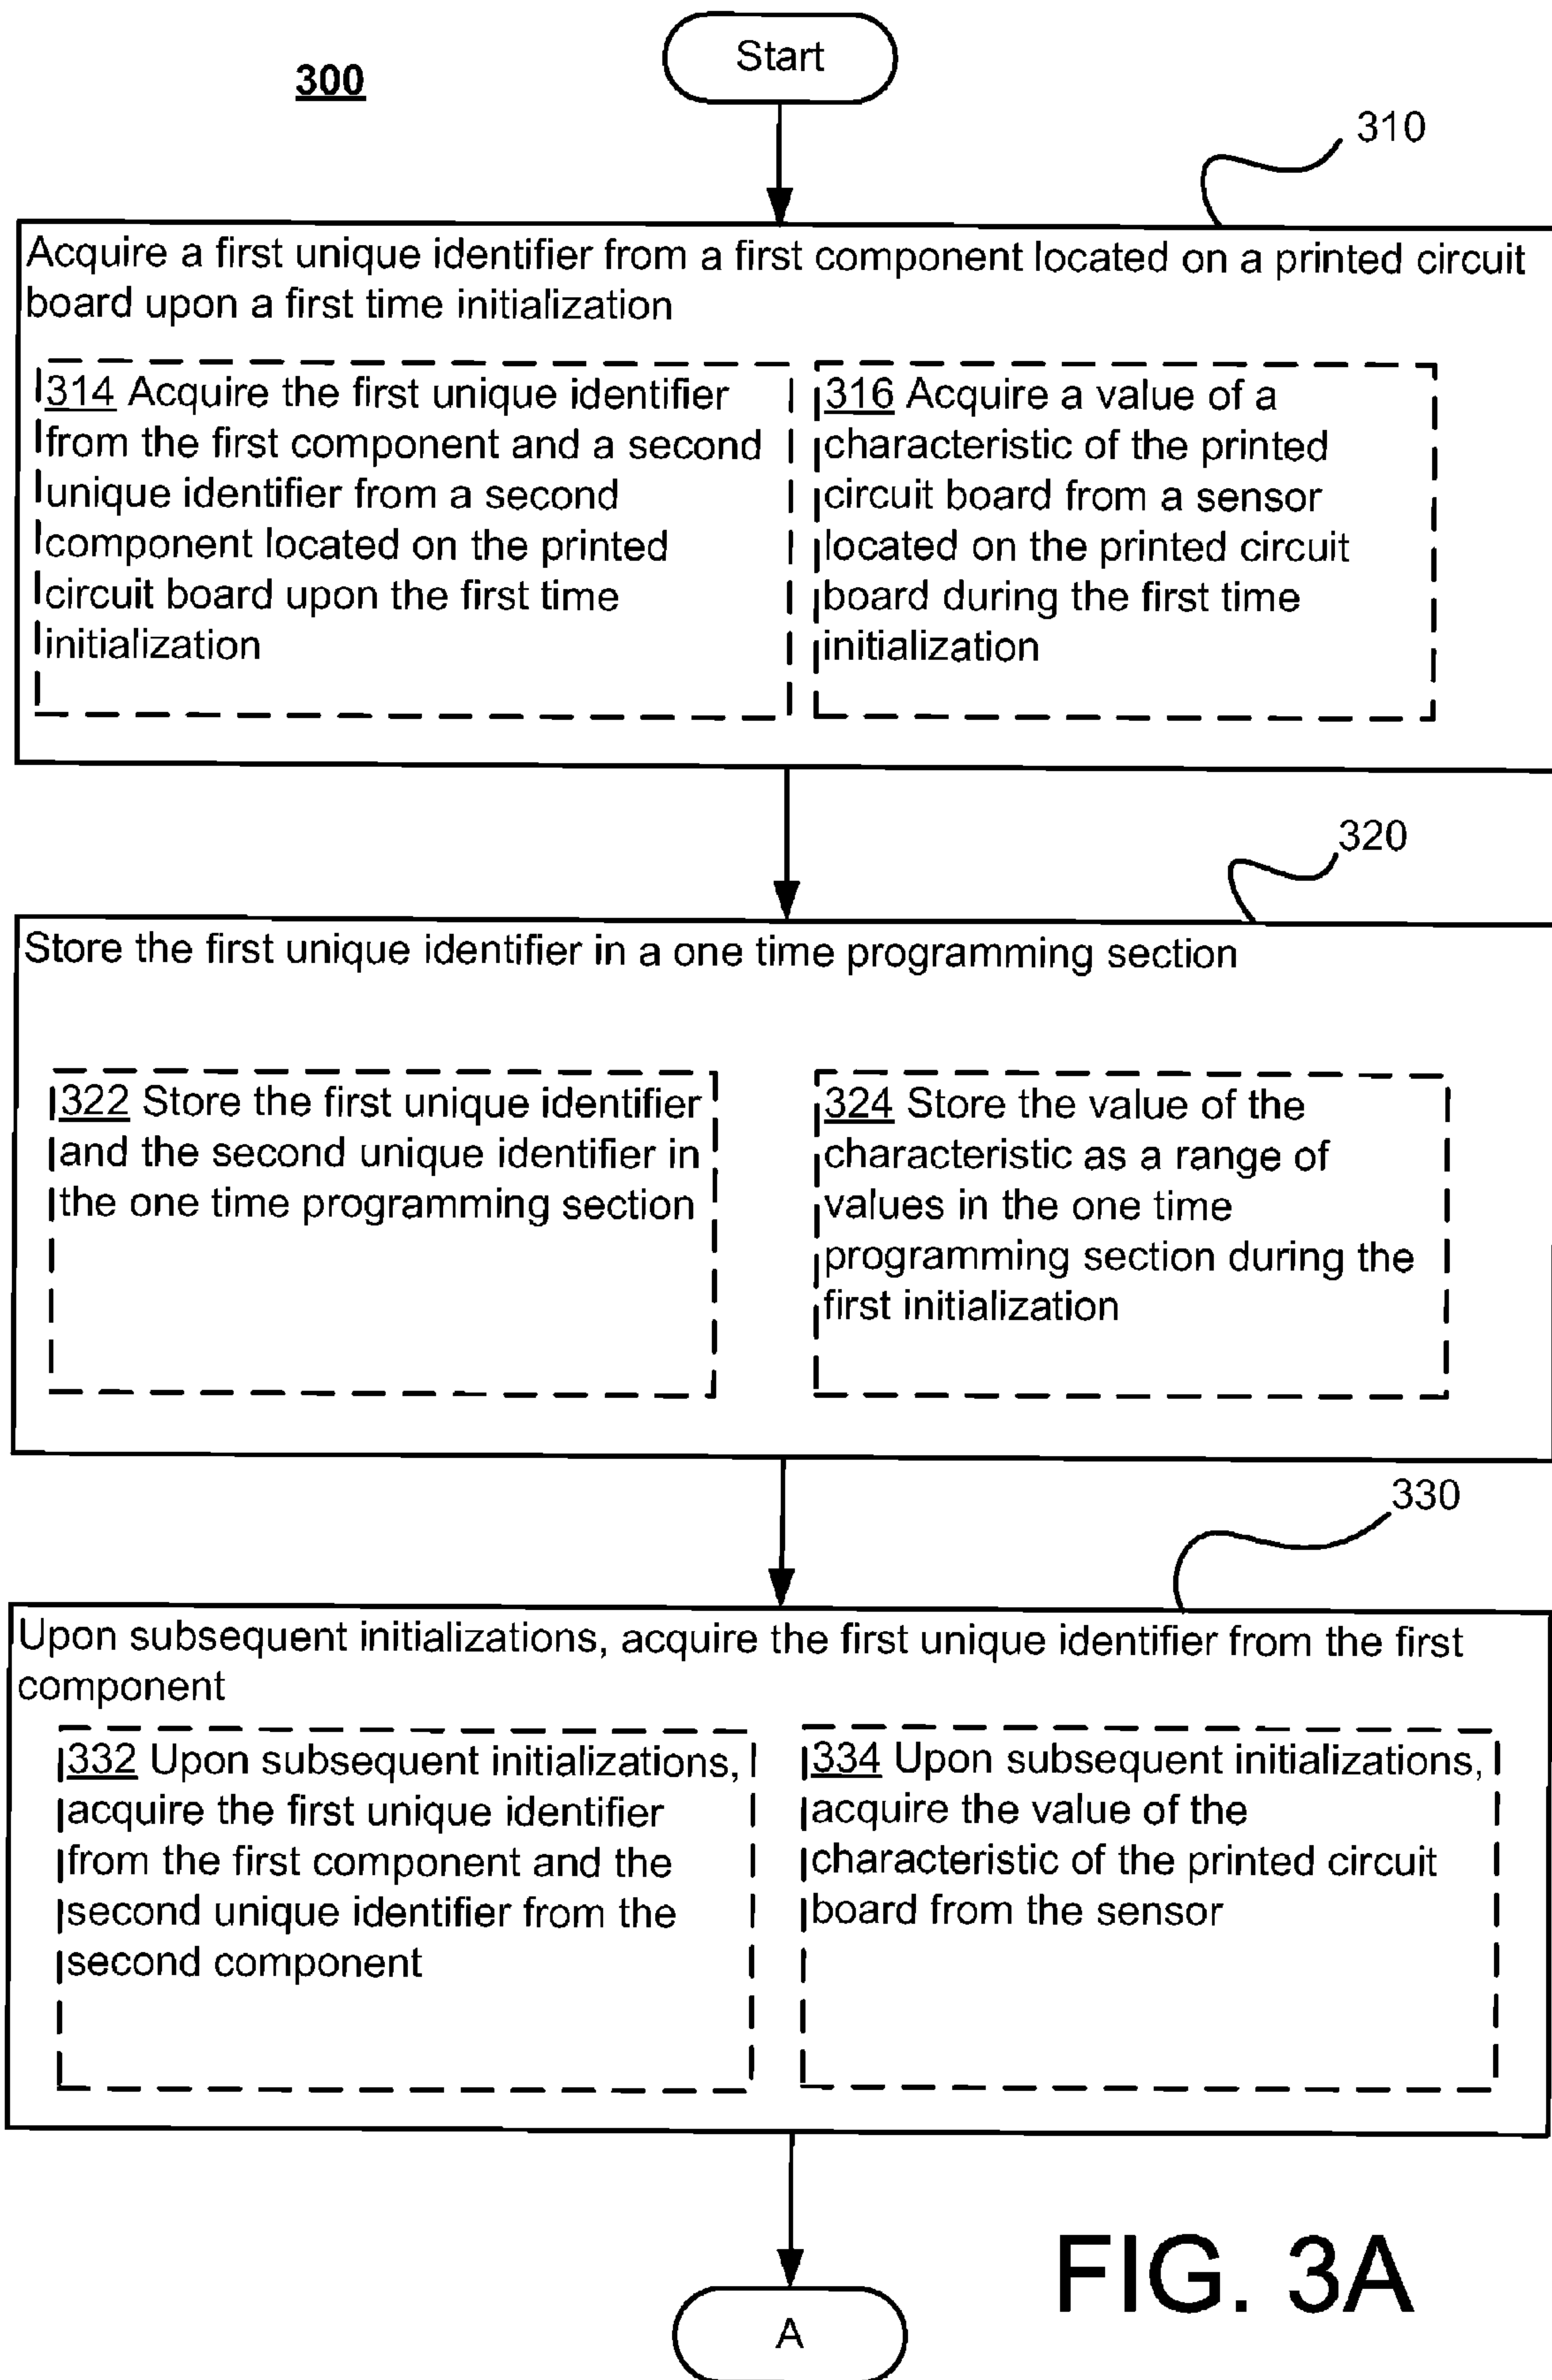 Start
300
310
Acquire a first unique identifier from a first component located on a printed circuit
board upon a first time initialization
314 Acquire the first unique identifier
from the first component and a second
unique identifier from a second
component located on the printed
circuit board upon the first time
initialization
316 Acquire a value of a
characteristic of the printed
circuit board from a sensor
located on the printed circuit
board during the first time
initialization
320
Store the first unique identifier in a one time programming section
322 Store the first unique identifier
and the second unique identifier in
the one time programming section
324 Store the value of the
characteristic as a range of
values in the one time
programming section during the
first initialization
330
Upon subsequent initializations, acquire the first unique identifier from the first
component
332 Upon subsequent initializations,
acquire the first unique identifier
from the first component and the
second unique identifier from the
second component
334 Upon subsequent initializations,
acquire the value of the
characteristic of the printed circuit
board from the sensor
A
FIG. 3A